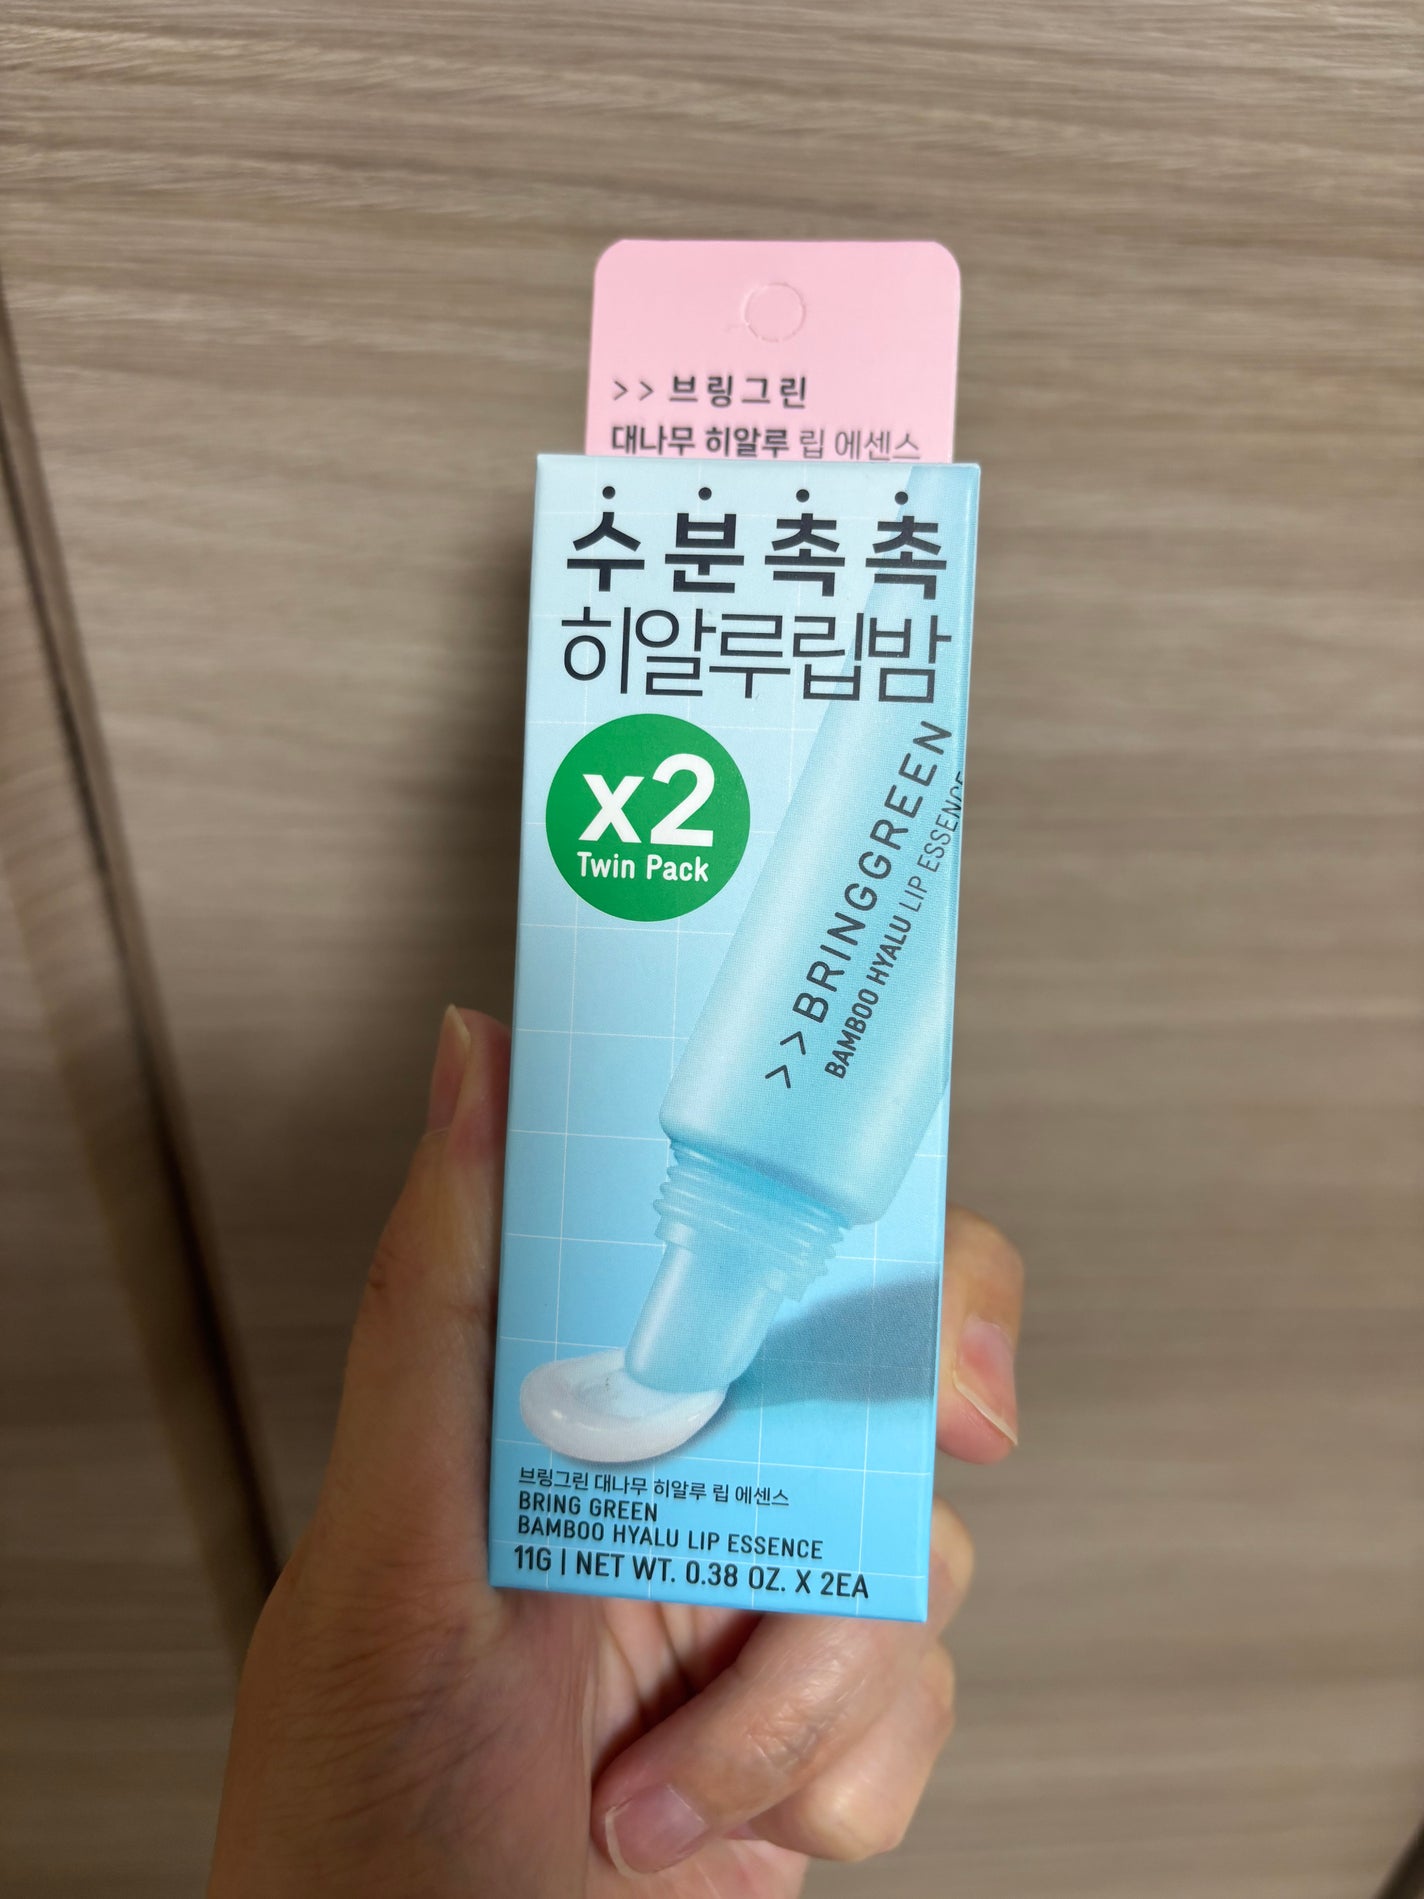 >> 브링그린
대나무 히알루 립 에센스
수분촉촉
히알루립밤
x2
Twin Pack
>> BRINGGREEN
BAMBOO HYALU LIP ESSENCE
브링그린 대나무 히알루 립 에센스
BRING GREEN
BAMBOO HYALU LIP ESSENCE
11G | NET WT. 0.38 OZ. X 2EA